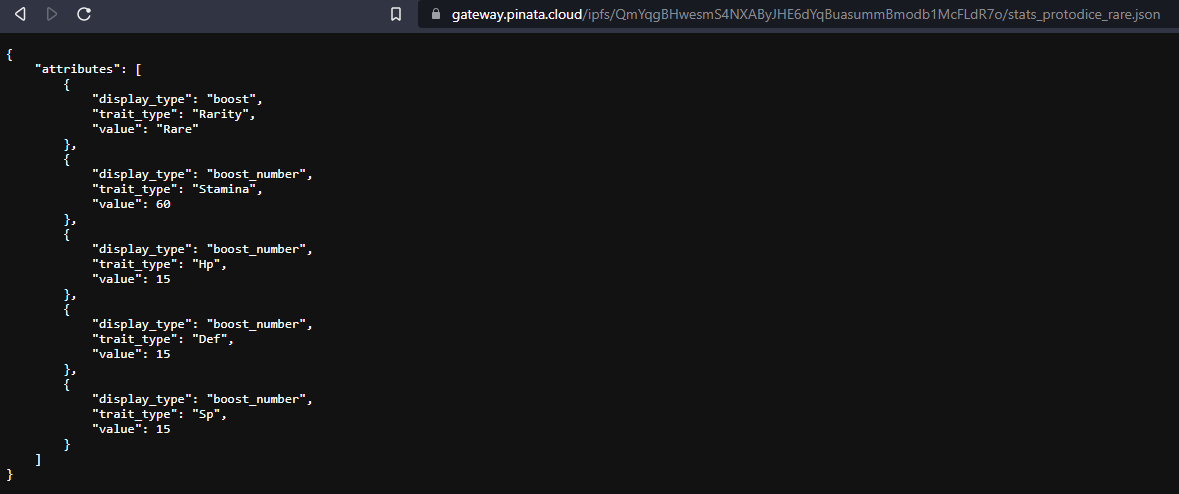 gateway.pinata.cloud/ipfs/QmYqgBHwesmS4NXAByJHE6dYqBuasummBmodb1McFLdR7o/stats_protodice_rare.json
{
    "attributes": [
        {
            "display_type": "boost",
            "trait_type": "Rarity",
            "value": "Rare"
        },
        {
            "display_type": "boost_number",
            "trait_type": "Stamina",
            "value": 60
        },
        {
            "display_type": "boost_number",
            "trait_type": "Hp",
            "value": 15
        },
        {
            "display_type": "boost_number",
            "trait_type": "Def",
            "value": 15
        },
        {
            "display_type": "boost_number",
            "trait_type": "Sp",
            "value": 15
        }
    ]
}